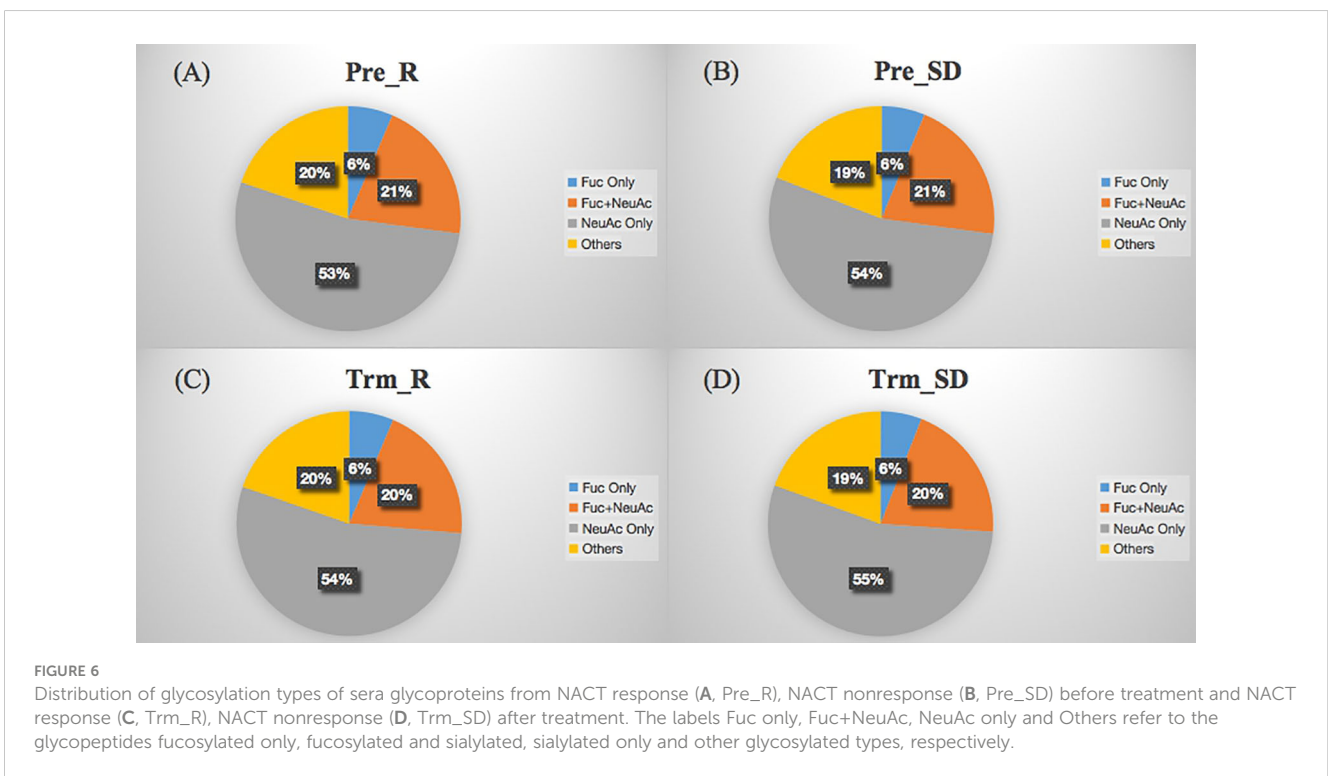 (A) Pre_R
6%
20%
21%
53%
Fuc Only
Fuc+NeuAc
NeuAc Only
Others
(B) Pre_SD
6%
19%
21%
54%
Fuc Only
Fuc+NeuAc
NeuAc Only
Others
(C) Trm_R
6%
20%
20%
54%
Fuc Only
Fuc+NeuAc
NeuAc Only
Others
(D) Trm_SD
6%
19%
20%
55%
Fuc Only
Fuc+NeuAc
NeuAc Only
Others
FIGURE 6
Distribution of glycosylation types of sera glycoproteins from NACT response (A, Pre_R), NACT nonresponse (B, Pre_SD) before treatment and NACT
response (C, Trm_R), NACT nonresponse (D, Trm_SD) after treatment. The labels Fuc only, Fuc+NeuAc, NeuAc only and Others refer to the
glycopeptides fucosylated only, fucosylated and sialylated, sialylated only and other glycosylated types, respectively.